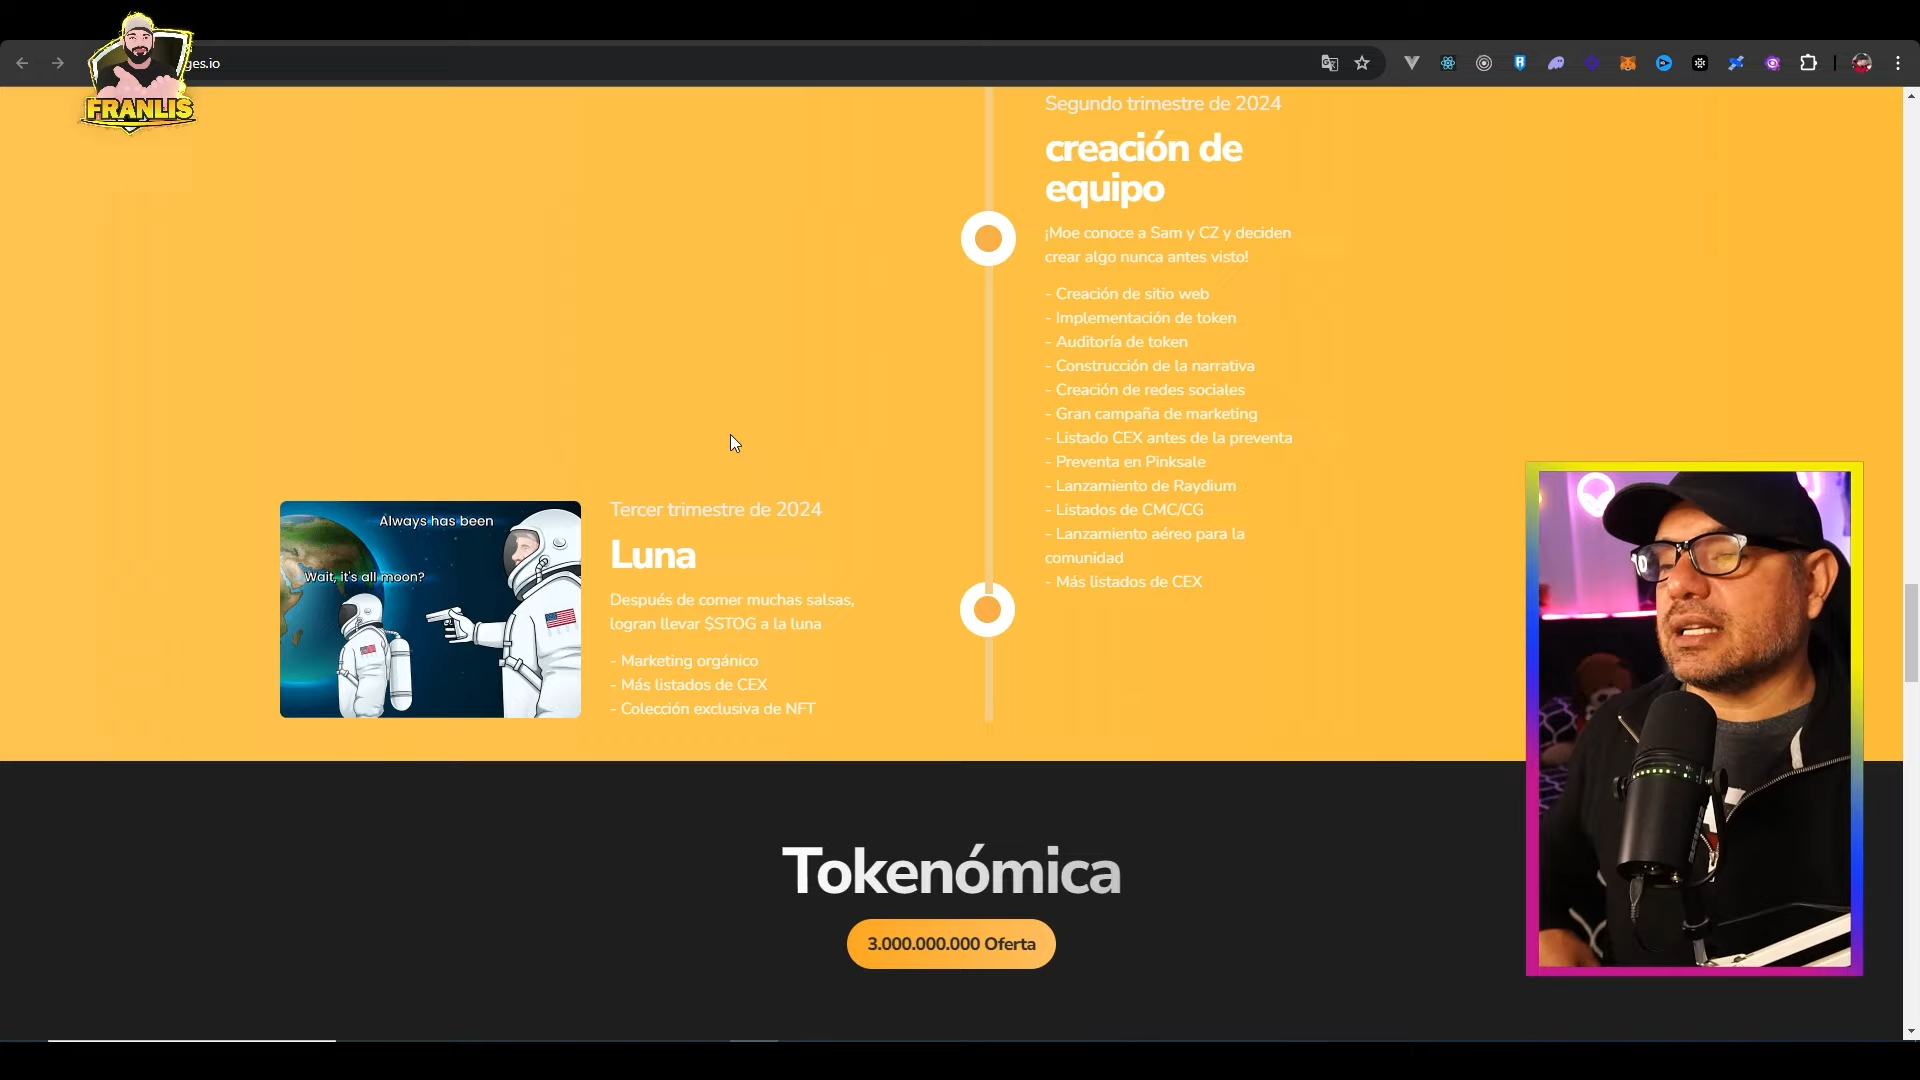 FRANLIS
ges.io
Segundo trimestre de 2024
creación de
equipo
¡Moe conoce a Sam y CZ y deciden
crear algo nunca antes visto!
- Creación de sitio web
- Implementación de token
- Auditoría de token
- Construcción de la narrativa
- Creación de redes sociales
- Gran campaña de marketing
- Listado CEX antes de la preventa
- Preventa en Pinksale
- Lanzamiento de Raydium
- Listados de CMC/CG
- Lanzamiento aéreo para la
comunidad
- Más listados de CEX
Always has been
Wait, it's all moon?
Tercer trimestre de 2024
Luna
Después de comer muchas salsas,
logran llevar $STOG a la luna
- Marketing orgánico
- Más listados de CEX
- Colección exclusiva de NFT
Tokenómica
3.000.000.000 Oferta